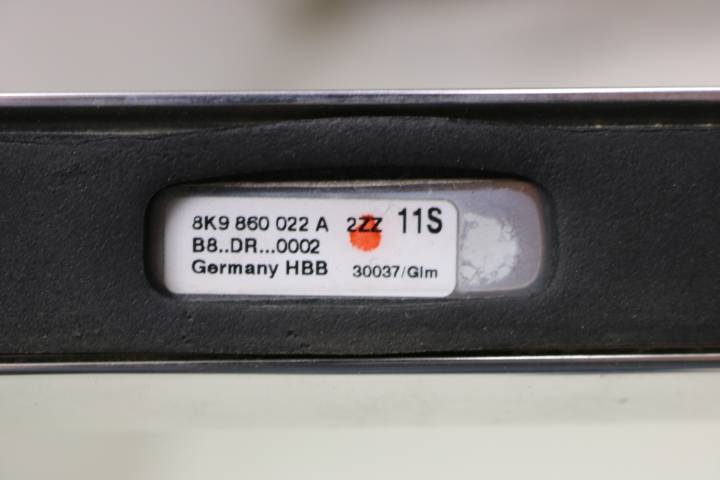 8K9 860 022 A 2ZZ 11S
B8..DR...0002
Germany HBB 30037/Glm